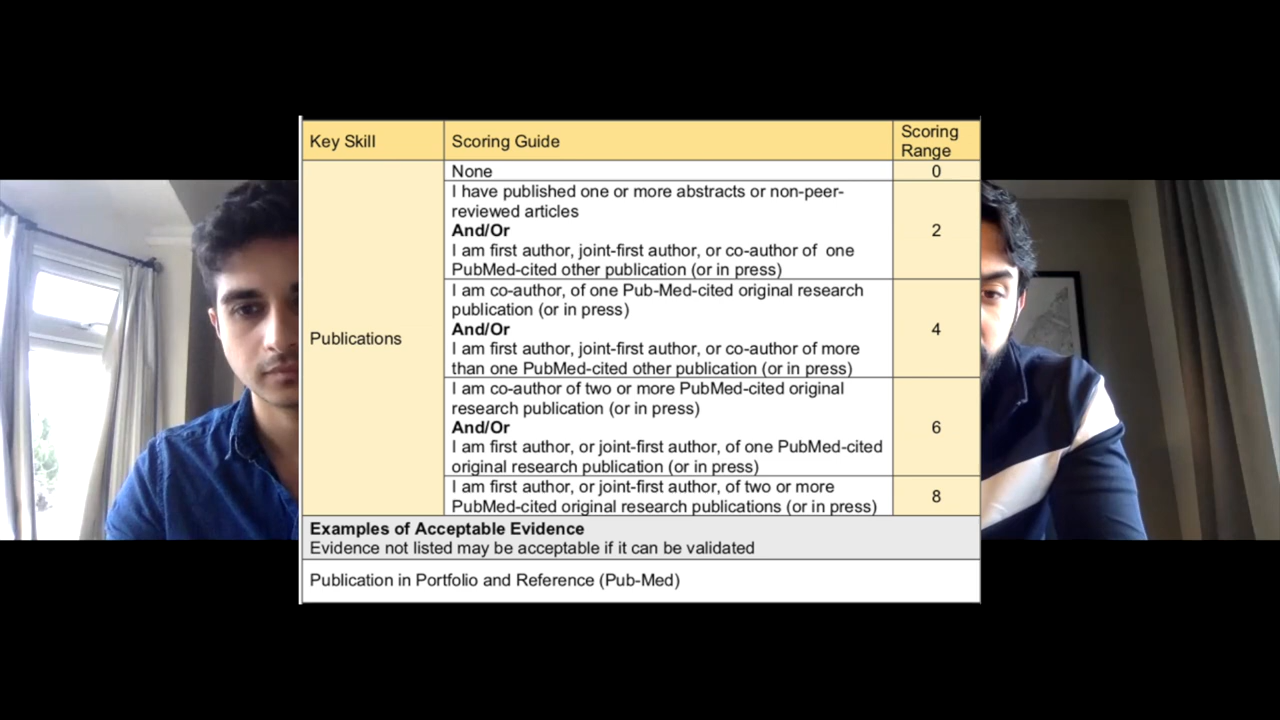 Key Skill
Scoring Guide
Scoring
Range
Publications
None
0
I have published one or more abstracts or non-peer-
reviewed articles
And/Or
I am first author, joint-first author, or co-author of  one
PubMed-cited other publication (or in press)
2
I am co-author, of one Pub-Med-cited original research
publication (or in press)
And/Or
I am first author, joint-first author, or co-author of more
than one PubMed-cited other publication (or in press)
4
I am co-author of two or more PubMed-cited original
research publication (or in press)
And/Or
I am first author, or joint-first author, of one PubMed-cited
original research publication (or in press)
6
I am first author, or joint-first author, of two or more
PubMed-cited original research publications (or in press)
8
Examples of Acceptable Evidence
Evidence not listed may be acceptable if it can be validated
Publication in Portfolio and Reference (Pub-Med)